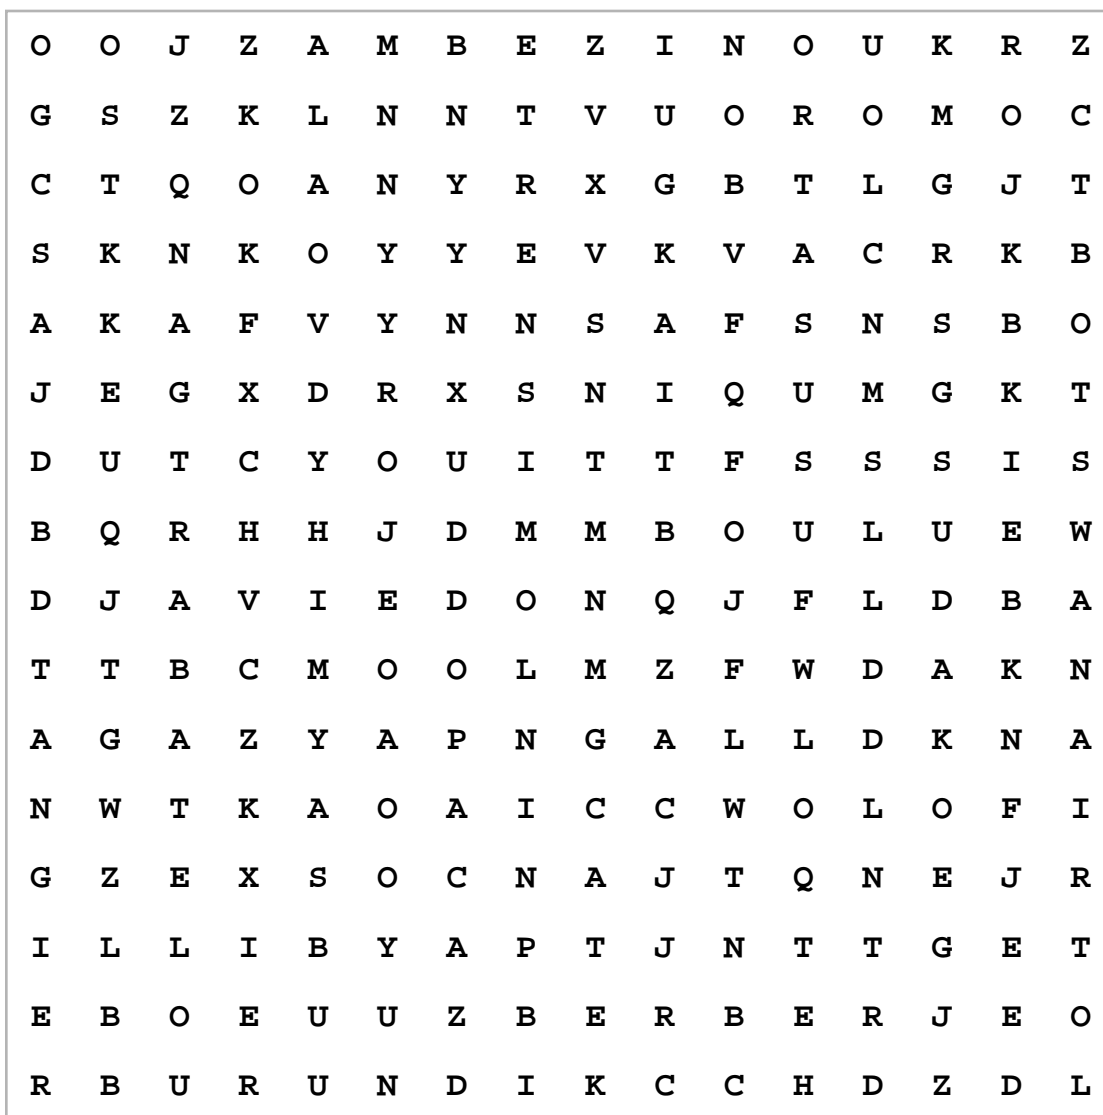 O O J Z A M B E Z I N O U K R Z
G S Z K L N N T V U O R O M O C
C T Q O A N Y R X G B T L G J T
S K N K O Y Y E V K V A C R K B
A K A F V Y N N S A F S N S B O
J E G X D R X S N I Q U M G K T
D U T C Y O U I T T F S S S I S
B Q R H H J D M M B O U L U E W
D J A V I E D O N Q J F L D B A
T T B C M O O L M Z F W D A K N
A G A Z Y A P N G A L L D K N A
N W T K A O A I C C W O L O F I
G Z E X S O C N A J T Q N E J R
I L L I B Y A P T J N T T G E T
E B O E U U Z B E R B E R J E O
R B U R U N D I K C C H D Z D L